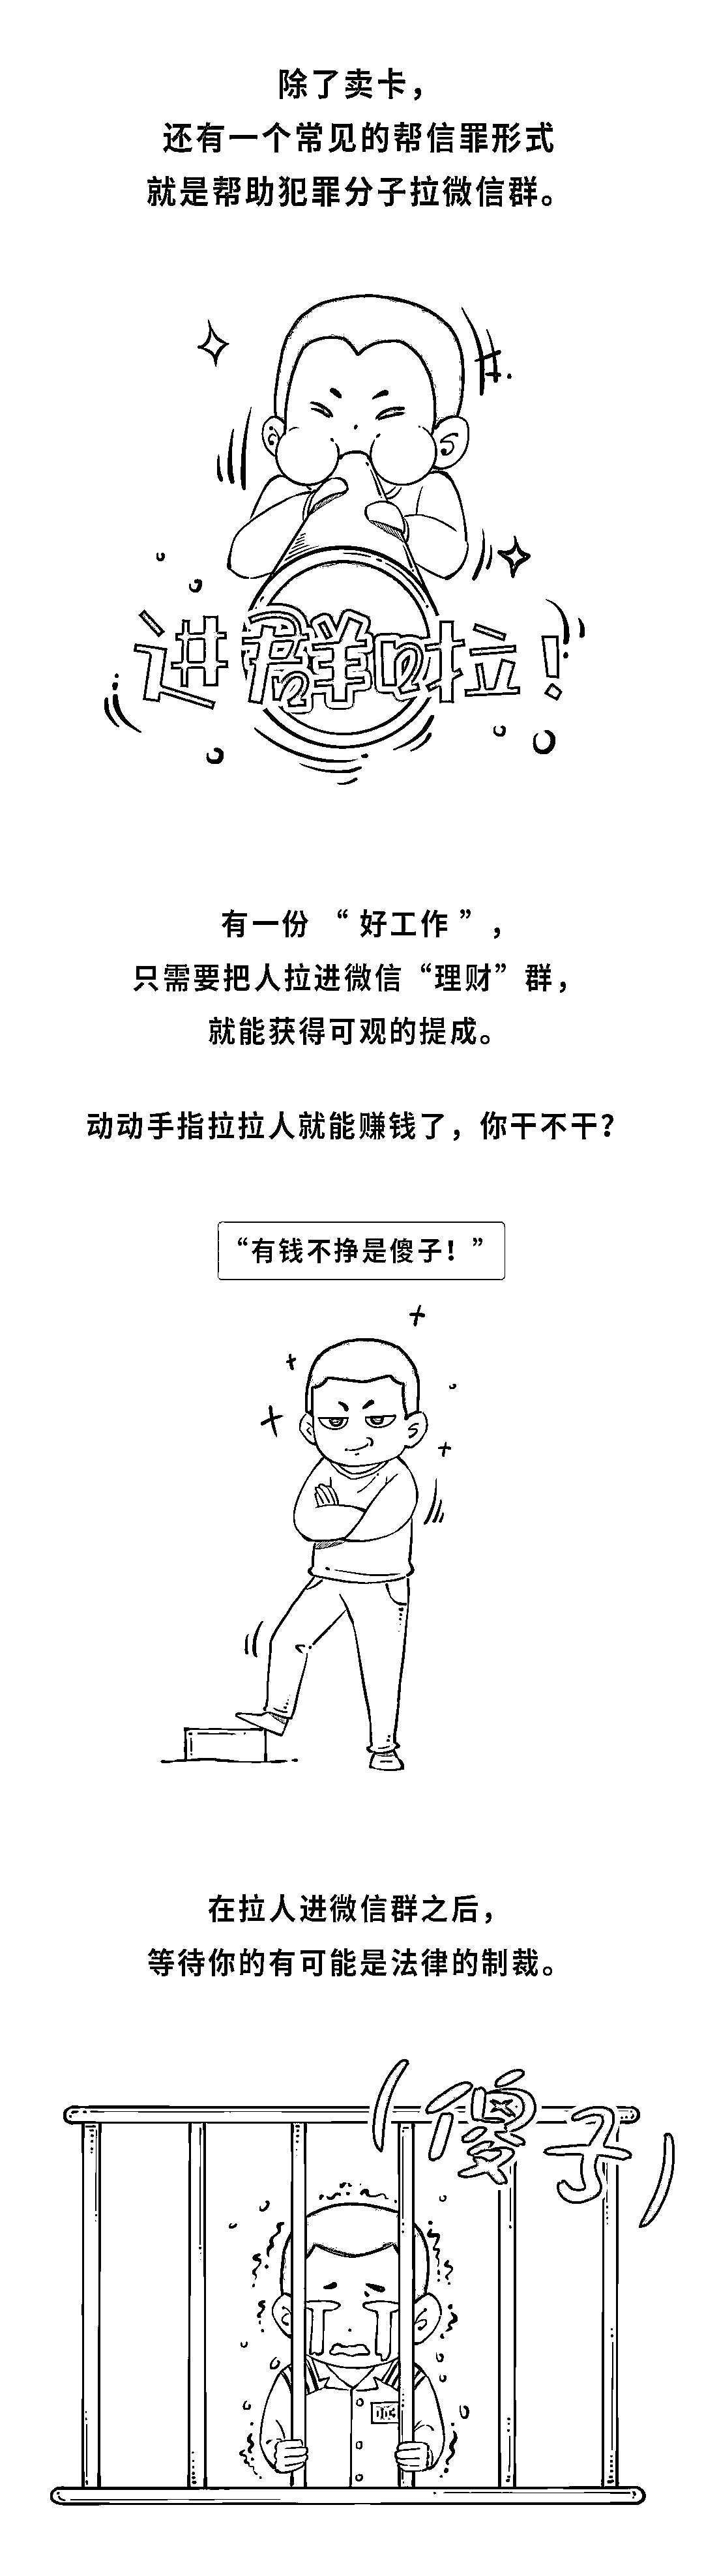 除了卖卡，
还有一个常见的帮信罪形式
就是帮助犯罪分子拉微信群。
进群啦！
有一份 “好工作”，
只需要把人拉进微信“理财”群，
就能获得可观的提成。
动动手指拉拉人就能赚钱了，你干不干？
“有钱不挣是傻子！”
在拉人进微信群之后，
等待你的有可能是法律的制裁。
（傻子）